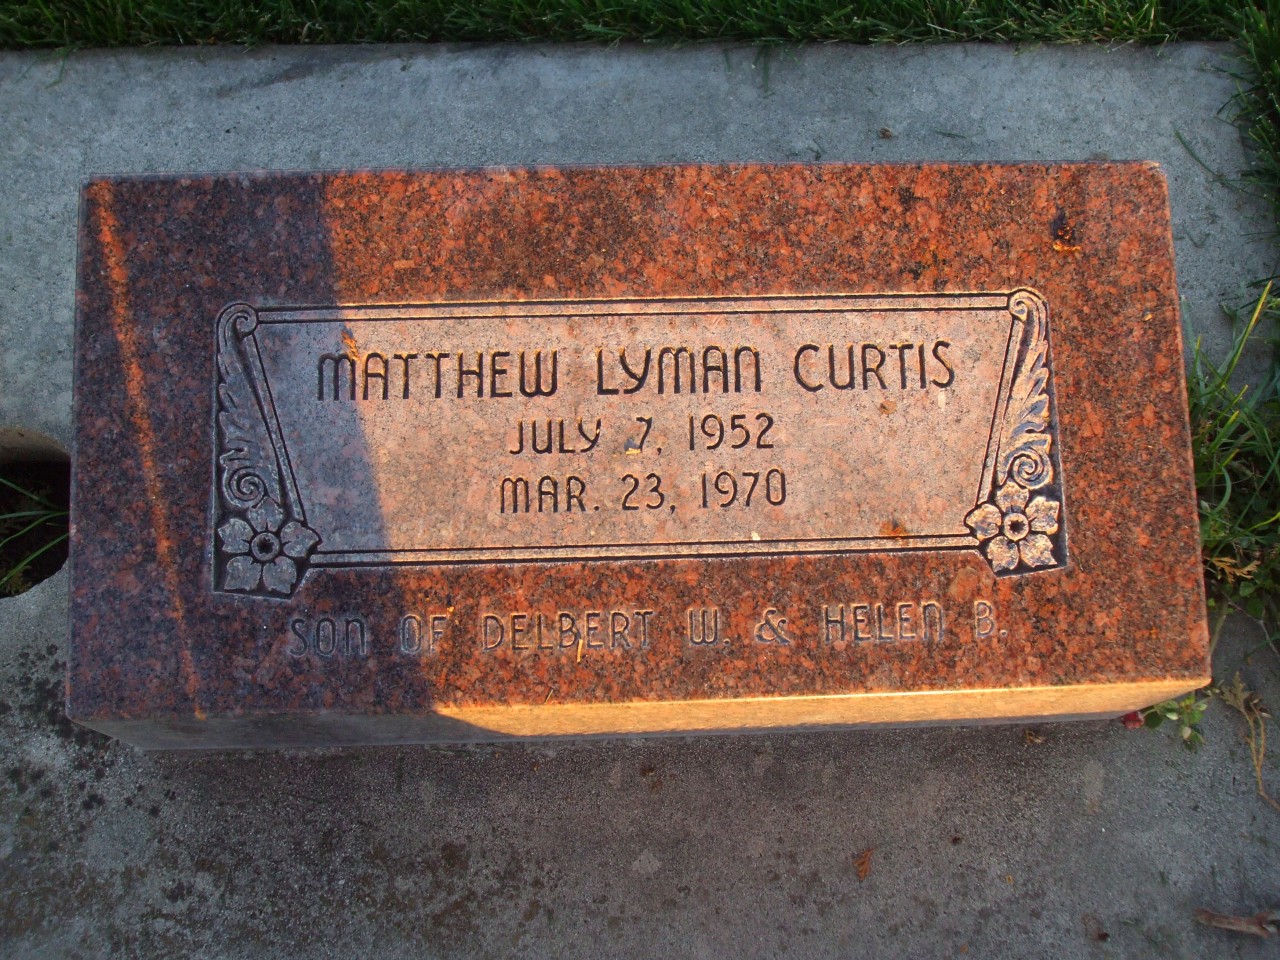 MATTHEW LYMAN CURTIS
JULY 7, 1952
MAR. 23, 1970
SON OF DELBERT W. & HELEN B.